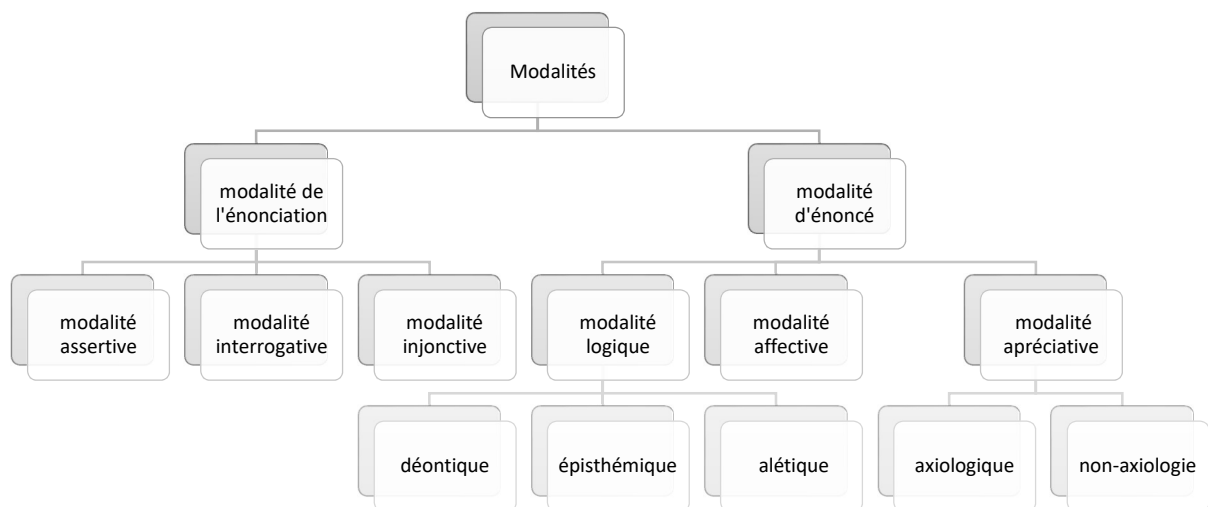 Modalités
modalité de
l'énonciation
modalité
d'énoncé
modalité
assertive
modalité
interrogative
modalité
injonctive
modalité
logique
modalité
affective
modalité
apréciative
déontique
épisthémique
alétique
axiologique
non-axiologie